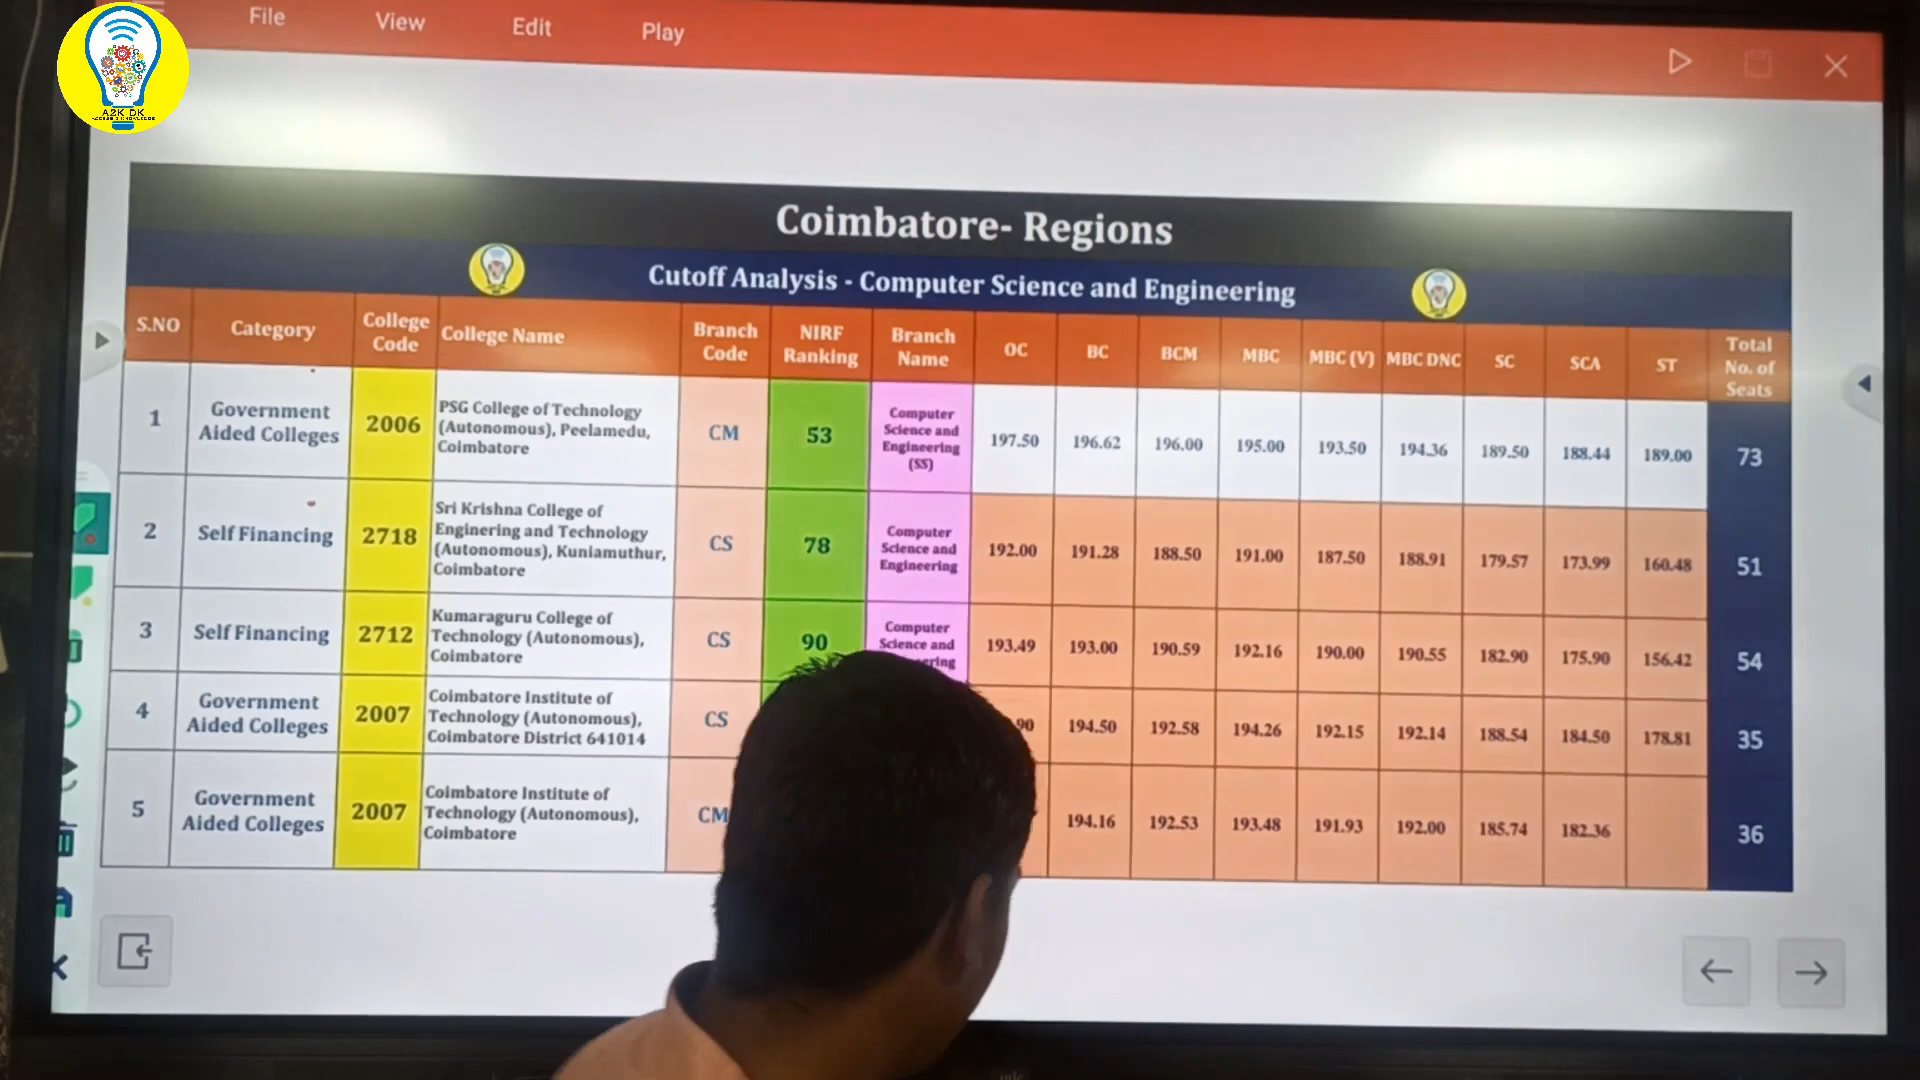 File View Edit Play
A2K DK
Coimbatore- Regions
Cutoff Analysis - Computer Science and Engineering
S.NO Category College Code College Name Branch Code NIRF Ranking Branch Name OC BC BCM MBC MBC (V) MBC DNC SC SCA ST Total No. of Seats
1 Government Aided Colleges 2006 PSG College of Technology (Autonomous), Peelamedu, Coimbatore CM 53 Computer Science and Engineering (SS) 197.50 196.62 196.00 195.00 193.50 194.36 189.50 188.44 189.00 73
2 Self Financing 2718 Sri Krishna College of Enginering and Technology (Autonomous), Kuniamuthur, Coimbatore CS 78 Computer Science and Engineering 192.00 191.28 188.50 191.00 187.50 188.91 179.57 173.99 160.48 51
3 Self Financing 2712 Kumaraguru College of Technology (Autonomous), Coimbatore CS 90 Computer Science and 193.49 193.00 190.59 192.16 190.00 190.55 182.90 175.90 156.42 54
4 Government Aided Colleges 2007 Coimbatore Institute of Technology (Autonomous), Coimbatore District 641014 CS 194.50 192.58 194.26 192.15 192.14 188.54 184.50 178.81 35
5 Government Aided Colleges 2007 Coimbatore Institute of Technology (Autonomous), Coimbatore CM 194.16 192.53 193.48 191.93 192.00 185.74 182.36 36